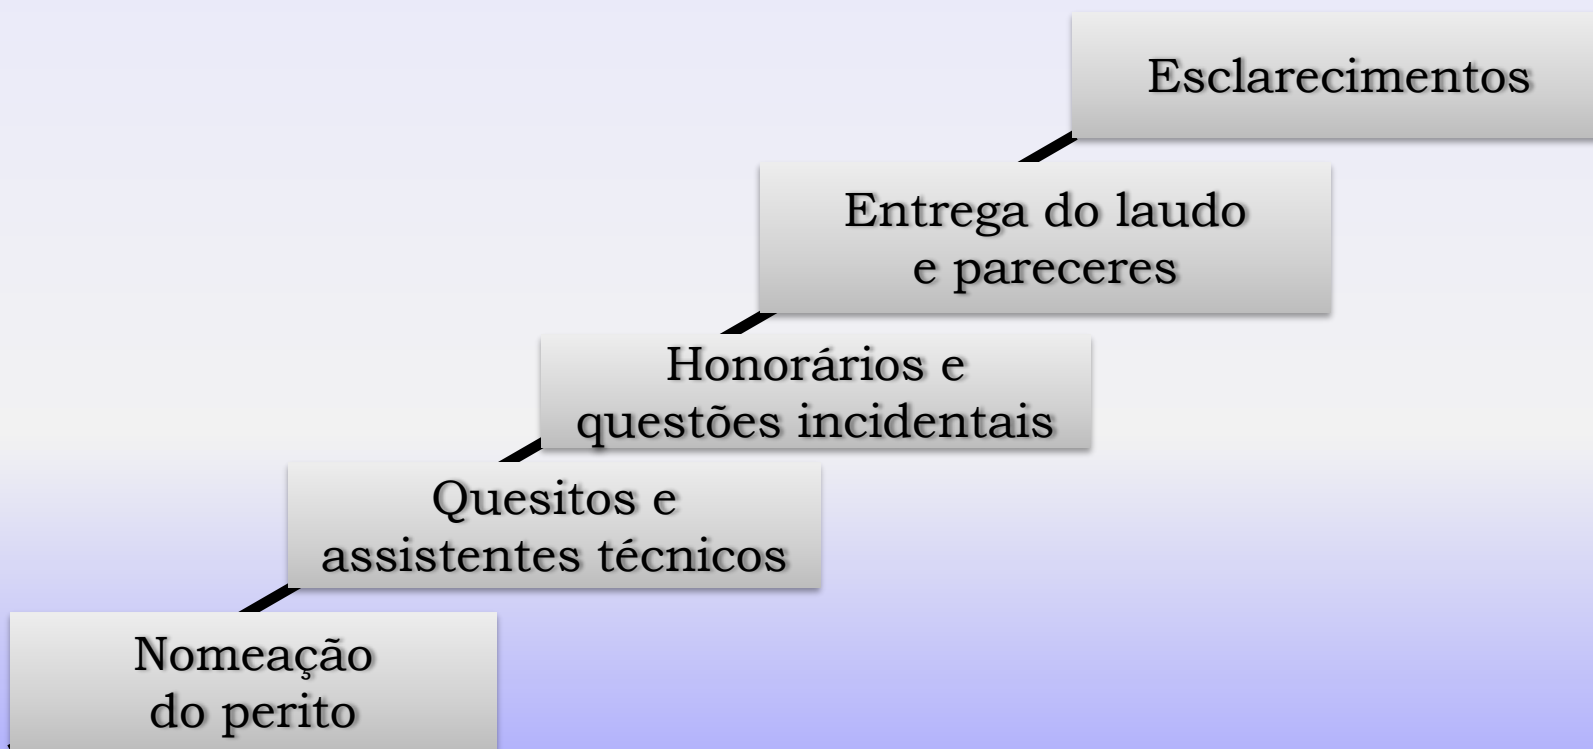 Esclarecimentos
Entrega do laudo
e pareceres
Honorários e
questões incidentais
Quesitos e
assistentes técnicos
Nomeação
do perito